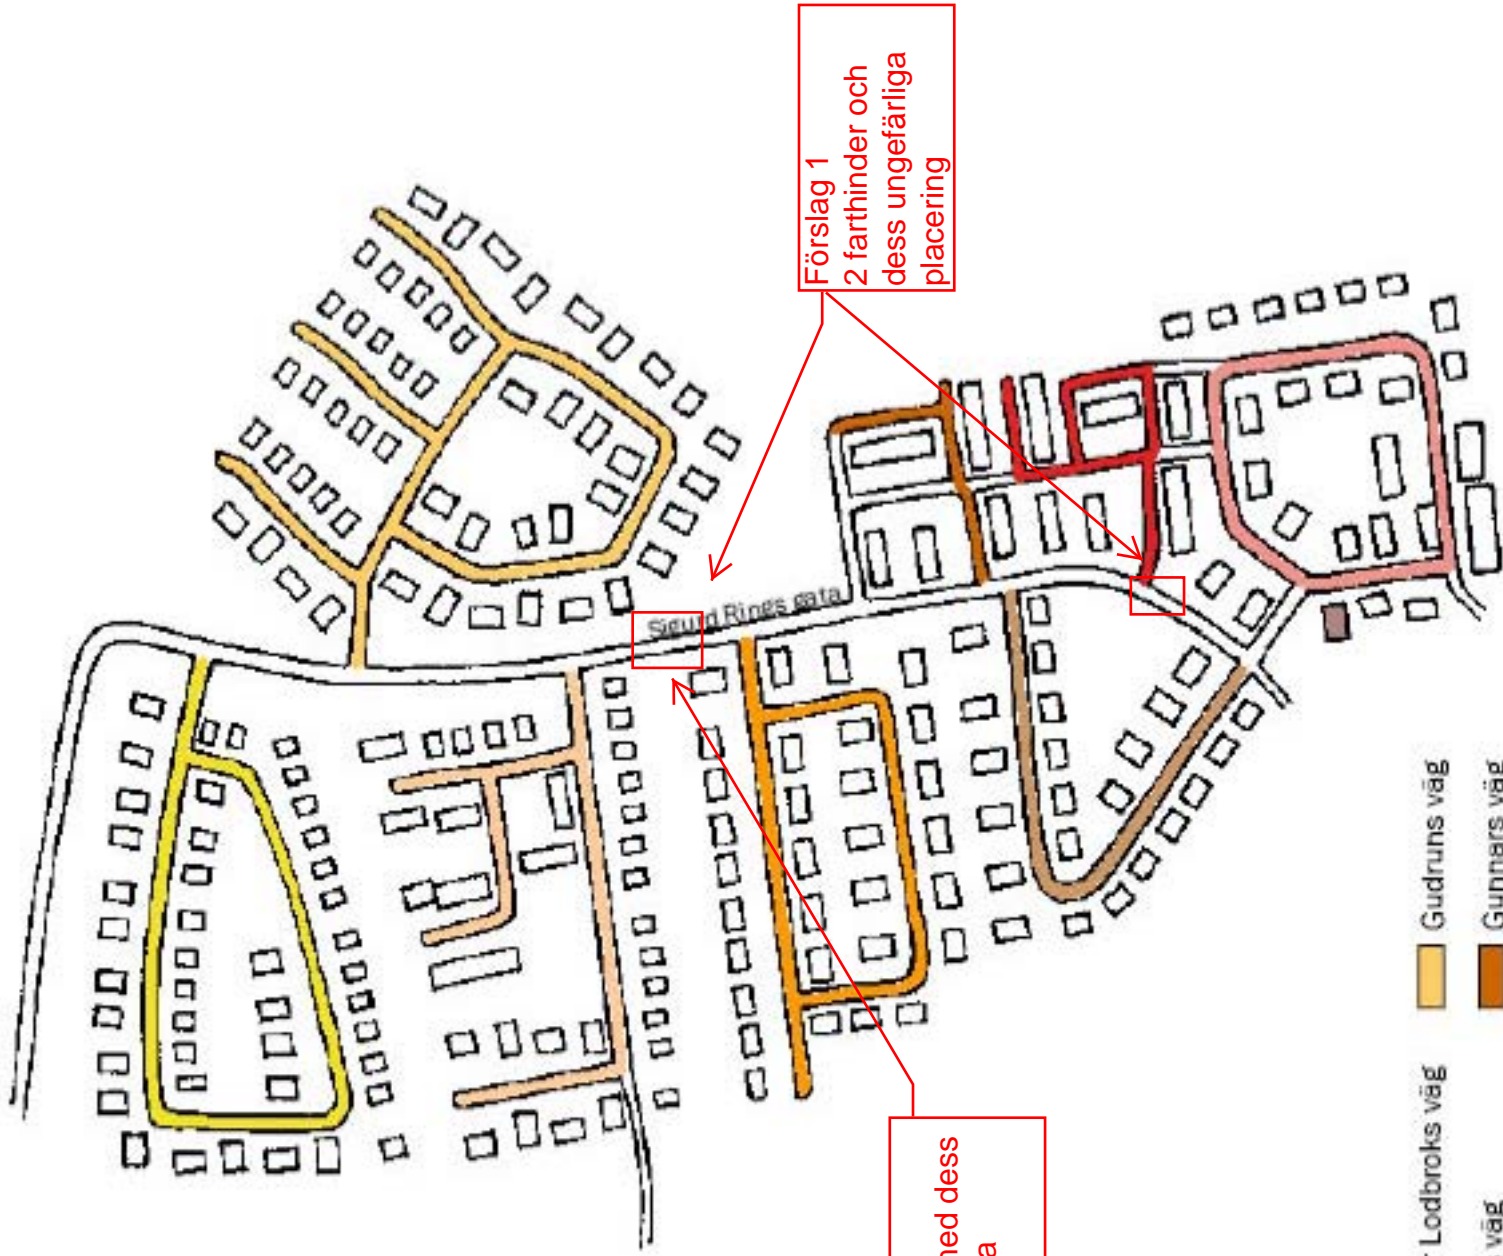 Förslag 1
2 farthinder och
dess ungefärliga
placering
Sigurd Rings gata
med dess
Gudruns väg
Gunnars väg
Lodbroks väg
väg